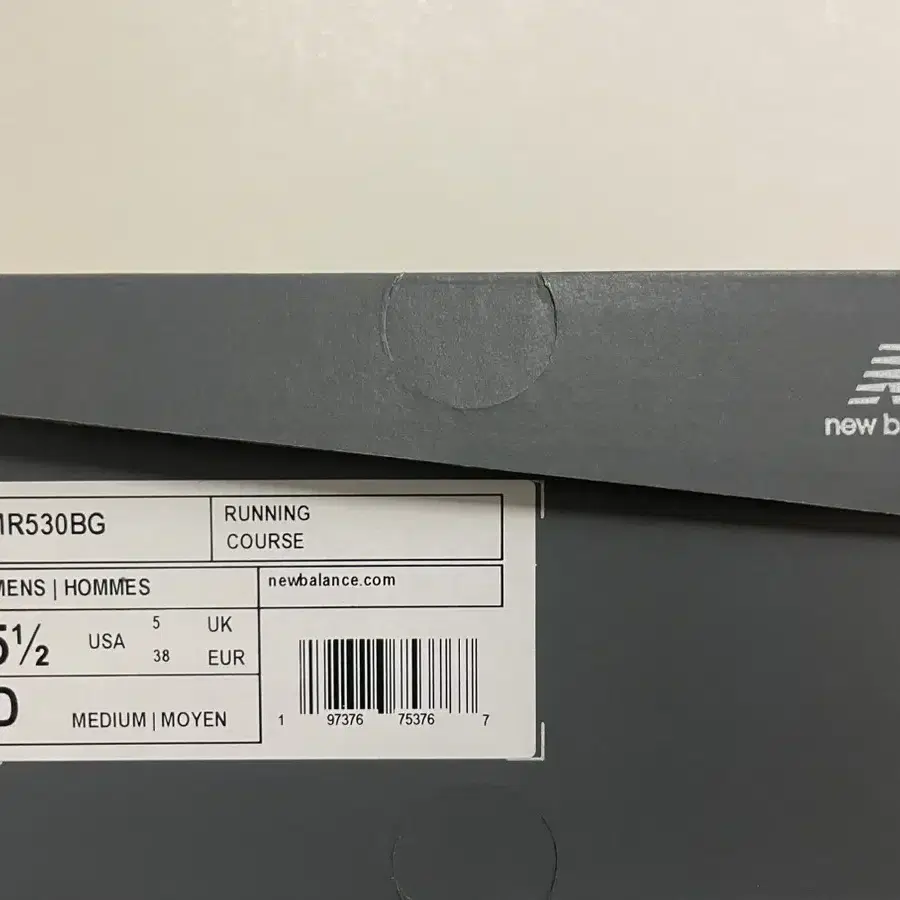 new b
MR530BG
RUNNING
COURSE
MENS | HOMMES
newbalance.com
5½ USA 5 UK
38 EUR
D MEDIUM | MOYEN
1 97376 75376 7